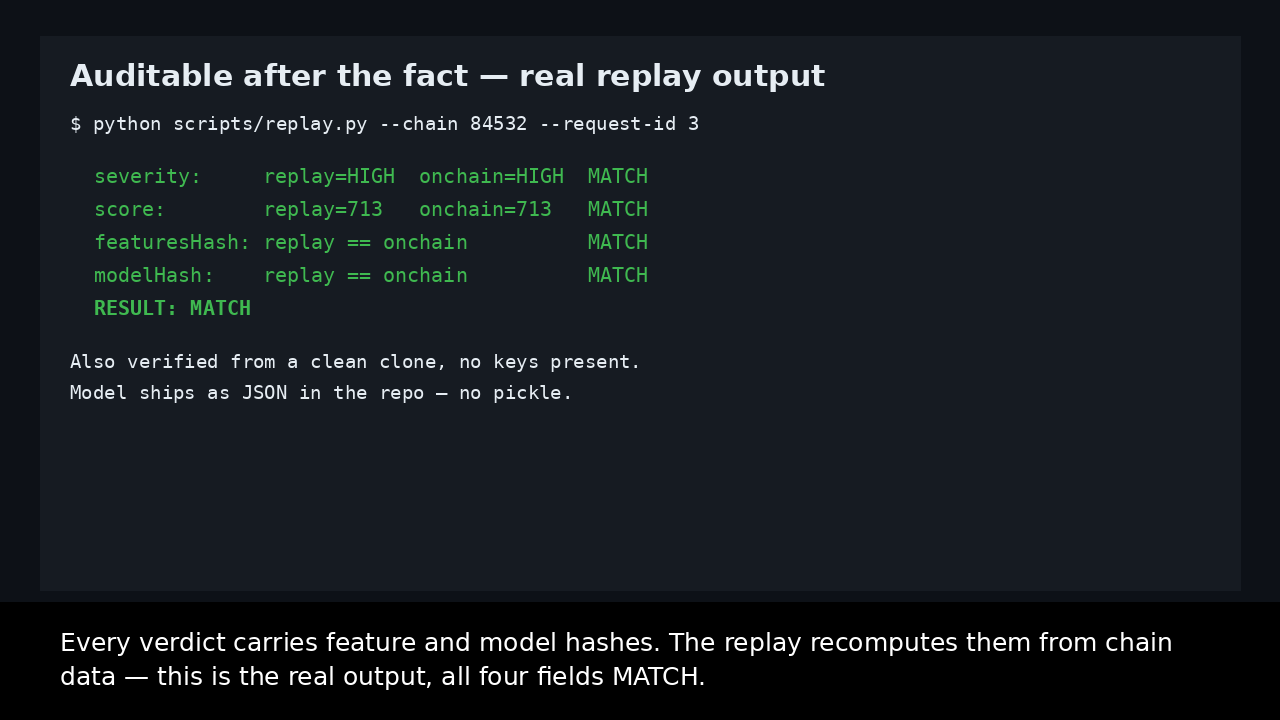 Auditable after the fact — real replay output
$ python scripts/replay.py --chain 84532 --request-id 3
severity:     replay=HIGH  onchain=HIGH  MATCH
score:        replay=713   onchain=713   MATCH
featuresHash: replay == onchain          MATCH
modelHash:    replay == onchain          MATCH
RESULT: MATCH
Also verified from a clean clone, no keys present.
Model ships as JSON in the repo — no pickle.
Every verdict carries feature and model hashes. The replay recomputes them from chain
data — this is the real output, all four fields MATCH.